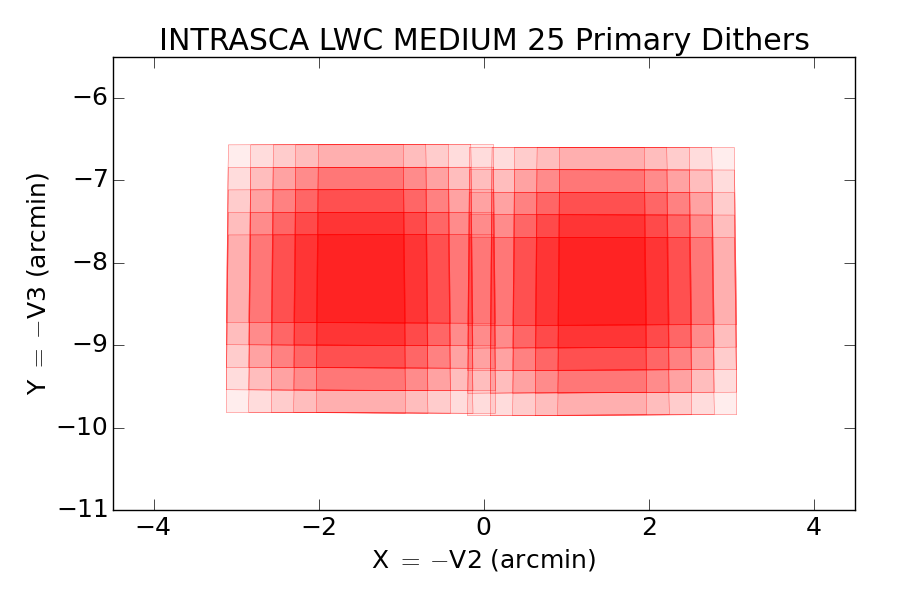 INTRASCA LWC MEDIUM 25 Primary Dithers
Y = −V3 (arcmin)
−6
−7
−8
−9
−10
−11
−4 −2 0 2 4
X = −V2 (arcmin)